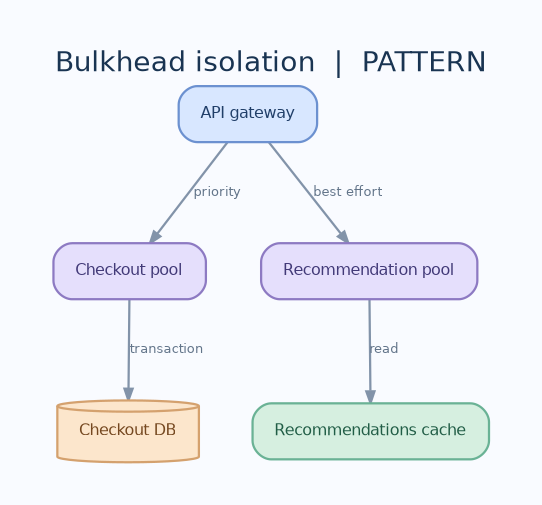 Bulkhead isolation | PATTERN
API gateway
priority
best effort
Checkout pool
Recommendation pool
transaction
read
Checkout DB
Recommendations cache